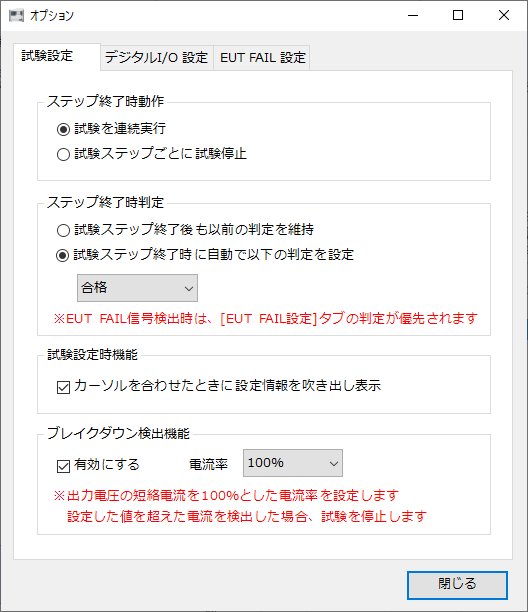 オプション
試験設定
デジタルI/O 設定
EUT FAIL 設定
ステップ終了時動作
試験を連続実行
試験ステップごとに試験停止
ステップ終了時判定
試験ステップ終了後も以前の判定を維持
試験ステップ終了時に自動で以下の判定を設定
合格
※EUT FAIL信号検出時は、[EUT FAIL設定]タブの判定が優先されます
試験設定時機能
カーソルを合わせたときに設定情報を吹き出し表示
ブレイクダウン検出機能
有効にする
電流率
100%
※出力電圧の短絡電流を100%とした電流率を設定します
設定した値を超えた電流を検出した場合、試験を停止します
閉じる